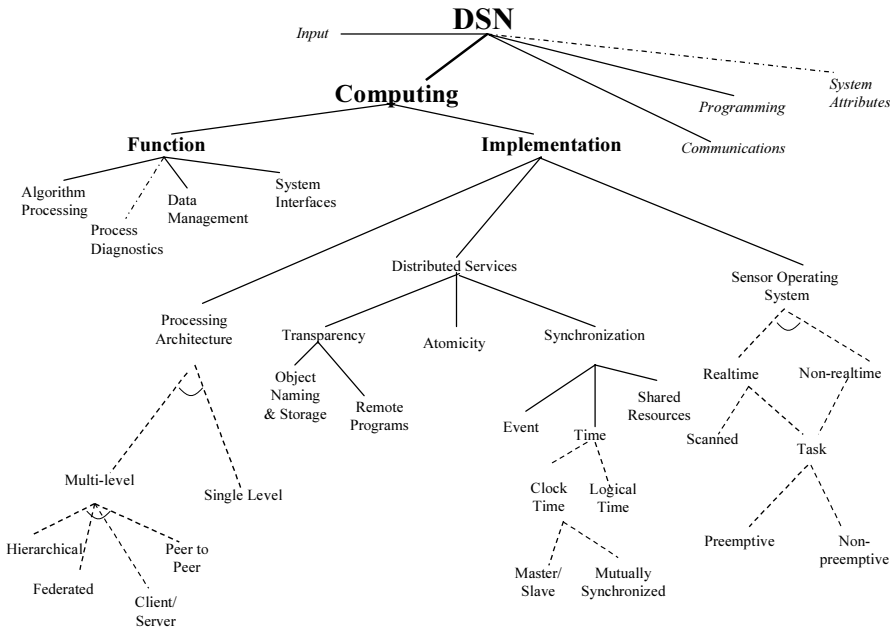 DSN
Input
System
Attributes
Computing
Programming
Function
Implementation
Communications
Algorithm
Processing
Process
Diagnostics
Data
Management
System
Interfaces
Distributed Services
Sensor Operating
System
Processing
Architecture
Transparency
Atomicity
Synchronization
Object
Naming
& Storage
Remote
Programs
Shared
Resources
Realtime
Non-realtime
Event
Time
Scanned
Task
Multi-level
Single Level
Clock
Time
Logical
Time
Hierarchical
Federated
Client/
Server
Peer to
Peer
Preemptive
Non-
preemptive
Master/
Slave
Mutually
Synchronized